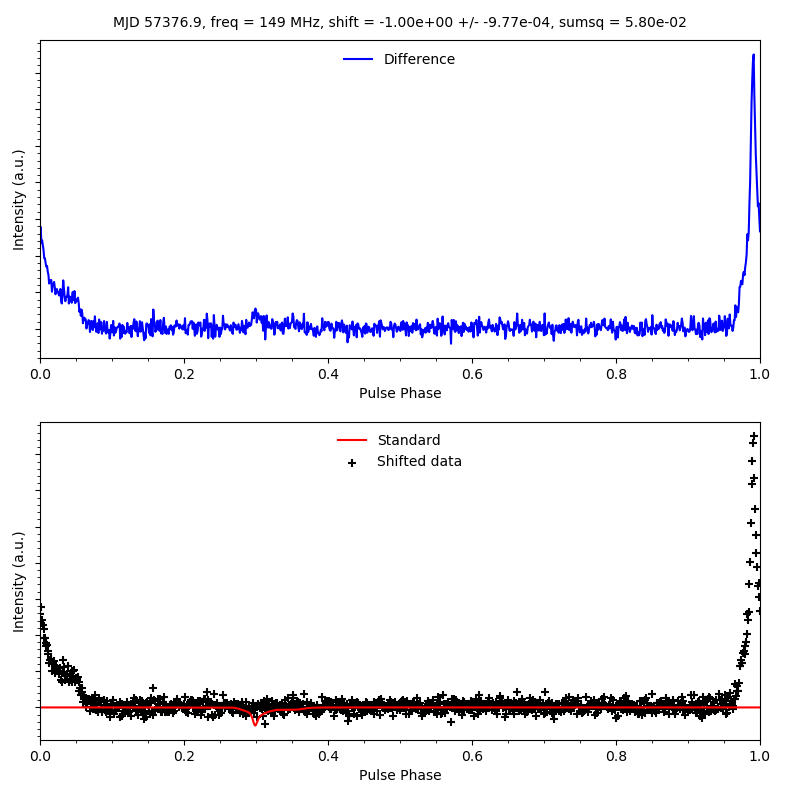 MJD 57376.9, freq = 149 MHz, shift = -1.00e+00 +/- -9.77e-04, sumsq = 5.80e-02
Difference
Intensity (a.u.)
0.0 0.2 0.4 0.6 0.8 1.0
Pulse Phase
Standard
Shifted data
Intensity (a.u.)
0.0 0.2 0.4 0.6 0.8 1.0
Pulse Phase